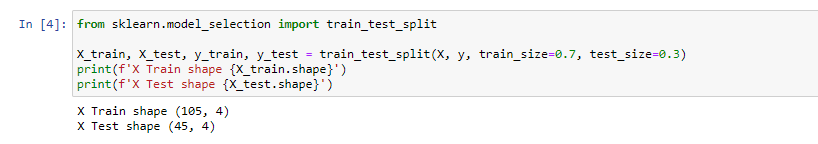 In [4]: from sklearn.model_selection import train_test_split
X_train, X_test, y_train, y_test = train_test_split(X, y, train_size=0.7, test_size=0.3)
print(f'X Train shape {X_train.shape}')
print(f'X Test shape {X_test.shape}')
X Train shape (105, 4)
X Test shape (45, 4)